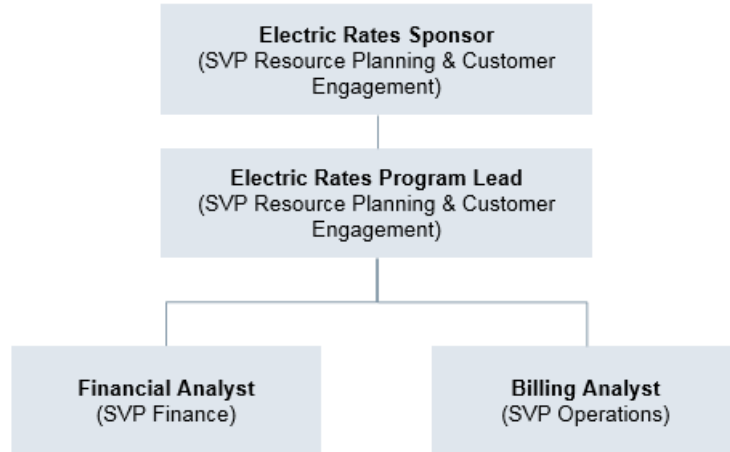 Electric Rates Sponsor
(SVP Resource Planning & Customer
Engagement)
Electric Rates Program Lead
(SVP Resource Planning & Customer
Engagement)
Financial Analyst
(SVP Finance)
Billing Analyst
(SVP Operations)